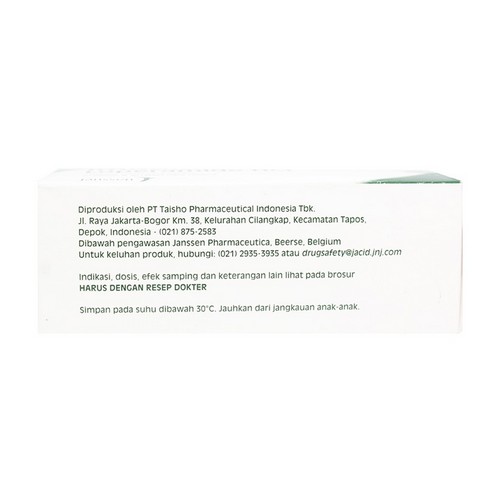 Diproduksi oleh PT Taisho Pharmaceutical Indonesia Tbk.
Jl. Raya Jakarta-Bogor Km. 38, Kelurahan Cilangkap, Kecamatan Tapos,
Depok, Indonesia - (021) 875-2583
Dibawah pengawasan Janssen Pharmaceutica, Beerse, Belgium
Untuk keluhan produk, hubungi: (021) 2935-3935 atau drugsafety@jacid.jnj.com
Indikasi, dosis, efek samping dan keterangan lain lihat pada brosur
HARUS DENGAN RESEP DOKTER
Simpan pada suhu dibawah 30°C. Jauhkan dari jangkauan anak-anak.